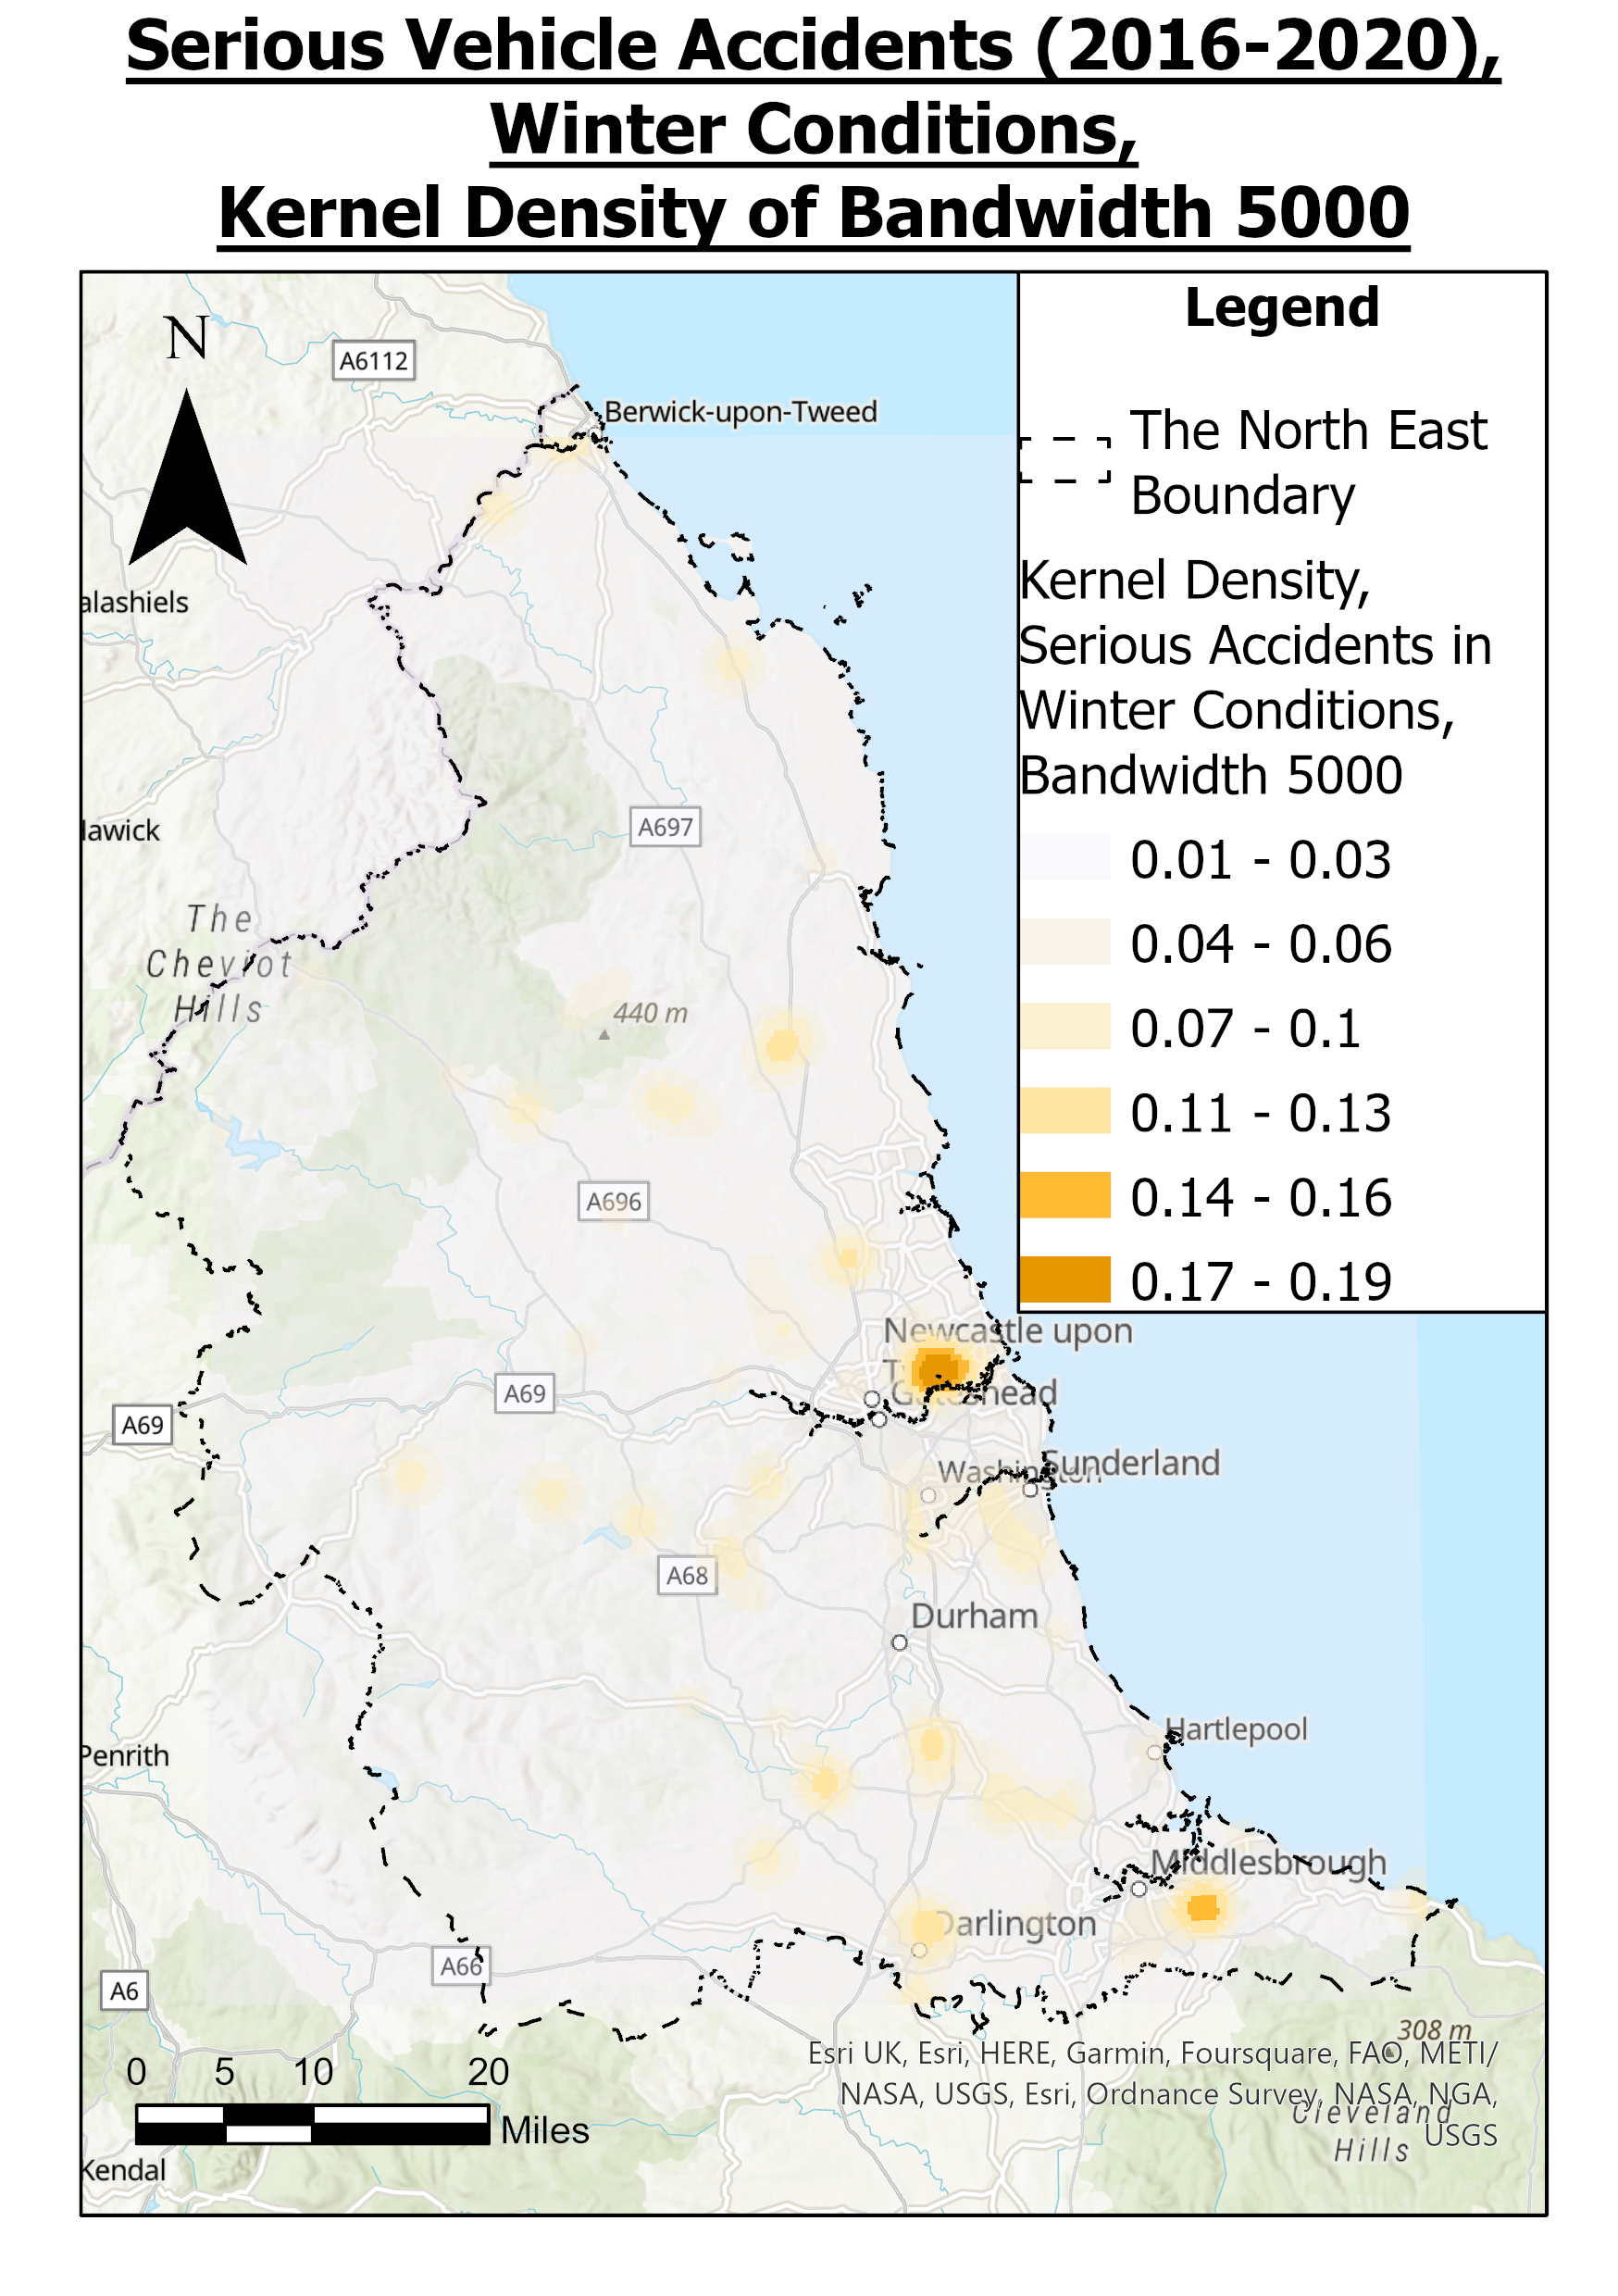 Serious Vehicle Accidents (2016-2020),
Winter Conditions,
Kernel Density of Bandwidth 5000
Legend
The North East
Boundary
Kernel Density,
Serious Accidents in
Winter Conditions,
Bandwidth 5000
0.01 - 0.03
0.04 - 0.06
0.07 - 0.1
0.11 - 0.13
0.14 - 0.16
0.17 - 0.19
N
A6112
Berwick-upon-Tweed
alashiels
A697
lawick
The
Cheviot
Hills
440 m
A696
Newcastle upon
Gateshead
A69
A69
Washington
Sunderland
A68
Durham
Hartlepool
Penrith
Middlesbrough
Darlington
A66
A6
308 m
Cleveland
Hills
0 5 10 20
Miles
Kendal
Esri UK, Esri, HERE, Garmin, Foursquare, FAO, METI/
NASA, USGS, Esri, Ordnance Survey, NASA, NGA,
USGS